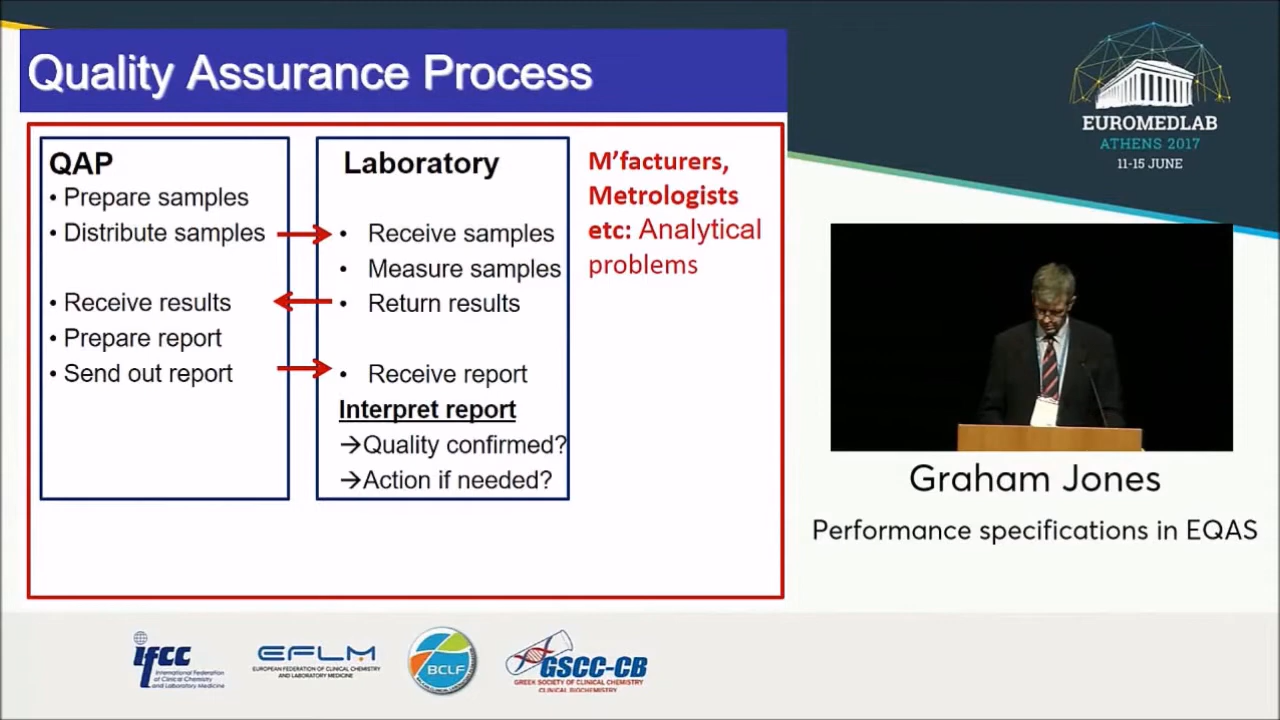 Quality Assurance Process
QAP
• Prepare samples
• Distribute samples
• Receive results
• Prepare report
• Send out report
Laboratory
• Receive samples
• Measure samples
• Return results
• Receive report
Interpret report
→Quality confirmed?
→Action if needed?
M’facturers,
Metrologists
etc: Analytical
problems
EUROMEDLAB
ATHENS 2017
11-15 JUNE
Graham Jones
Performance specifications in EQAS
ifcc
International Federation
of Clinical Chemistry
and Laboratory Medicine
EFLM
EUROPEAN FEDERATION OF CLINICAL CHEMISTRY
AND LABORATORY MEDICINE
BCLF
GSCC-CB
GREEK SOCIETY OF CLINICAL CHEMISTRY
CLINICAL BIOCHEMISTRY